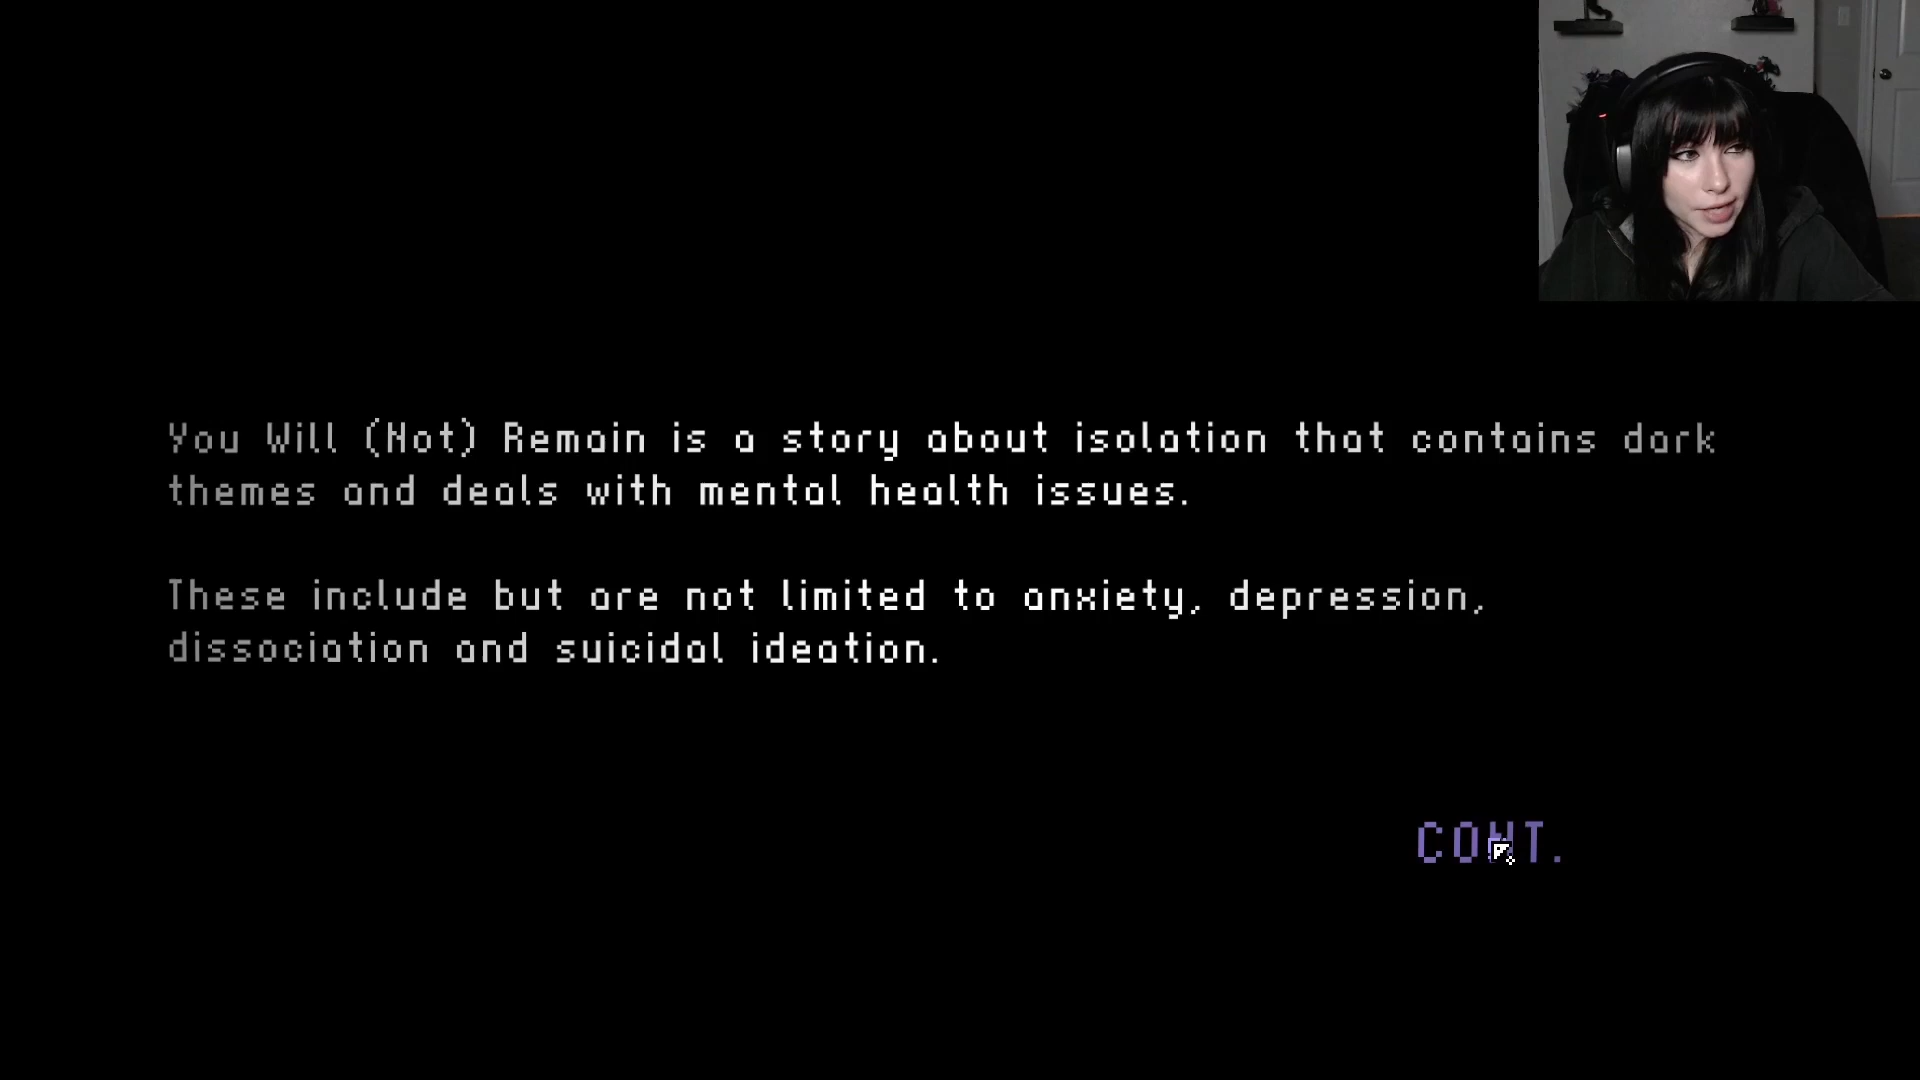 You Will (Not) Remain is a story about isolation that contains dark
themes and deals with mental health issues.
These include but are not limited to anxiety, depression,
dissociation and suicidal ideation.
CONT.